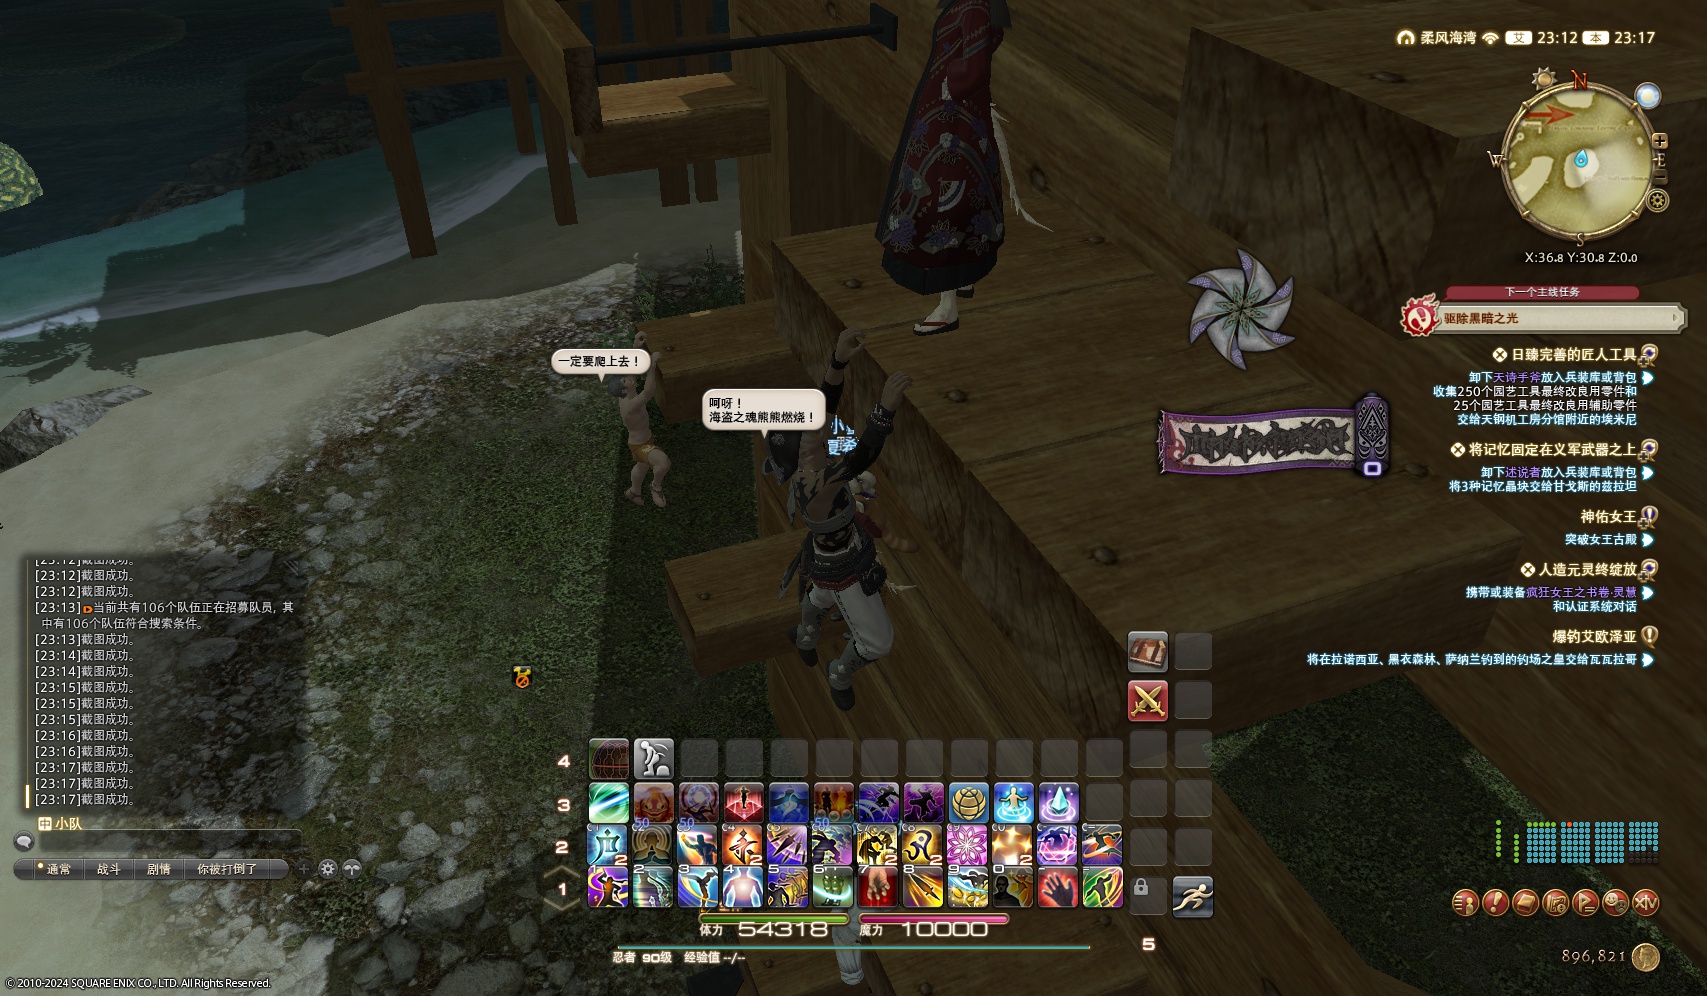 柔风海湾 艾 23:12 本 23:17
N
W
E
S
X:36.8 Y:30.8 Z:0.0
下一个主线任务
驱除黑暗之光
日臻完善的匠人工具
卸下天诗手斧放入兵装库或背包
收集250个园艺工具最终改良用零件和
25个园艺工具最终改良用辅助零件
交给天钢机工房分馆附近的埃米尼
将记忆固定在义军武器之上
卸下述说者放入兵装库或背包
将3种记忆晶块交给甘戈斯的兹拉坦
神佑女王
突破女王古殿
人造元灵终绽放
携带或装备疯狂女王之书卷·灵慧
和认证系统对话
爆钓艾欧泽亚
将在拉诺西亚、黑衣森林、萨纳兰钓到的钓场之皇交给瓦瓦拉哥
一定要爬上去！
呵呀！
海盗之魂熊熊燃烧！
[23:12]截图成功。
[23:12]截图成功。
[23:12]截图成功。
[23:13]当前共有106个队伍正在招募队员，其
中有106个队伍符合搜索条件。
[23:13]截图成功。
[23:14]截图成功。
[23:14]截图成功。
[23:15]截图成功。
[23:15]截图成功。
[23:15]截图成功。
[23:16]截图成功。
[23:16]截图成功。
[23:17]截图成功。
[23:17]截图成功。
[23:17]截图成功。
中 小队
通常 战斗 剧情 你被打倒了
4
3
2
1
5
体力 54318 魔力 10000
忍者 90级 经验值 --/--
896,821
© 2010-2024 SQUARE ENIX CO., LTD. All Rights Reserved.